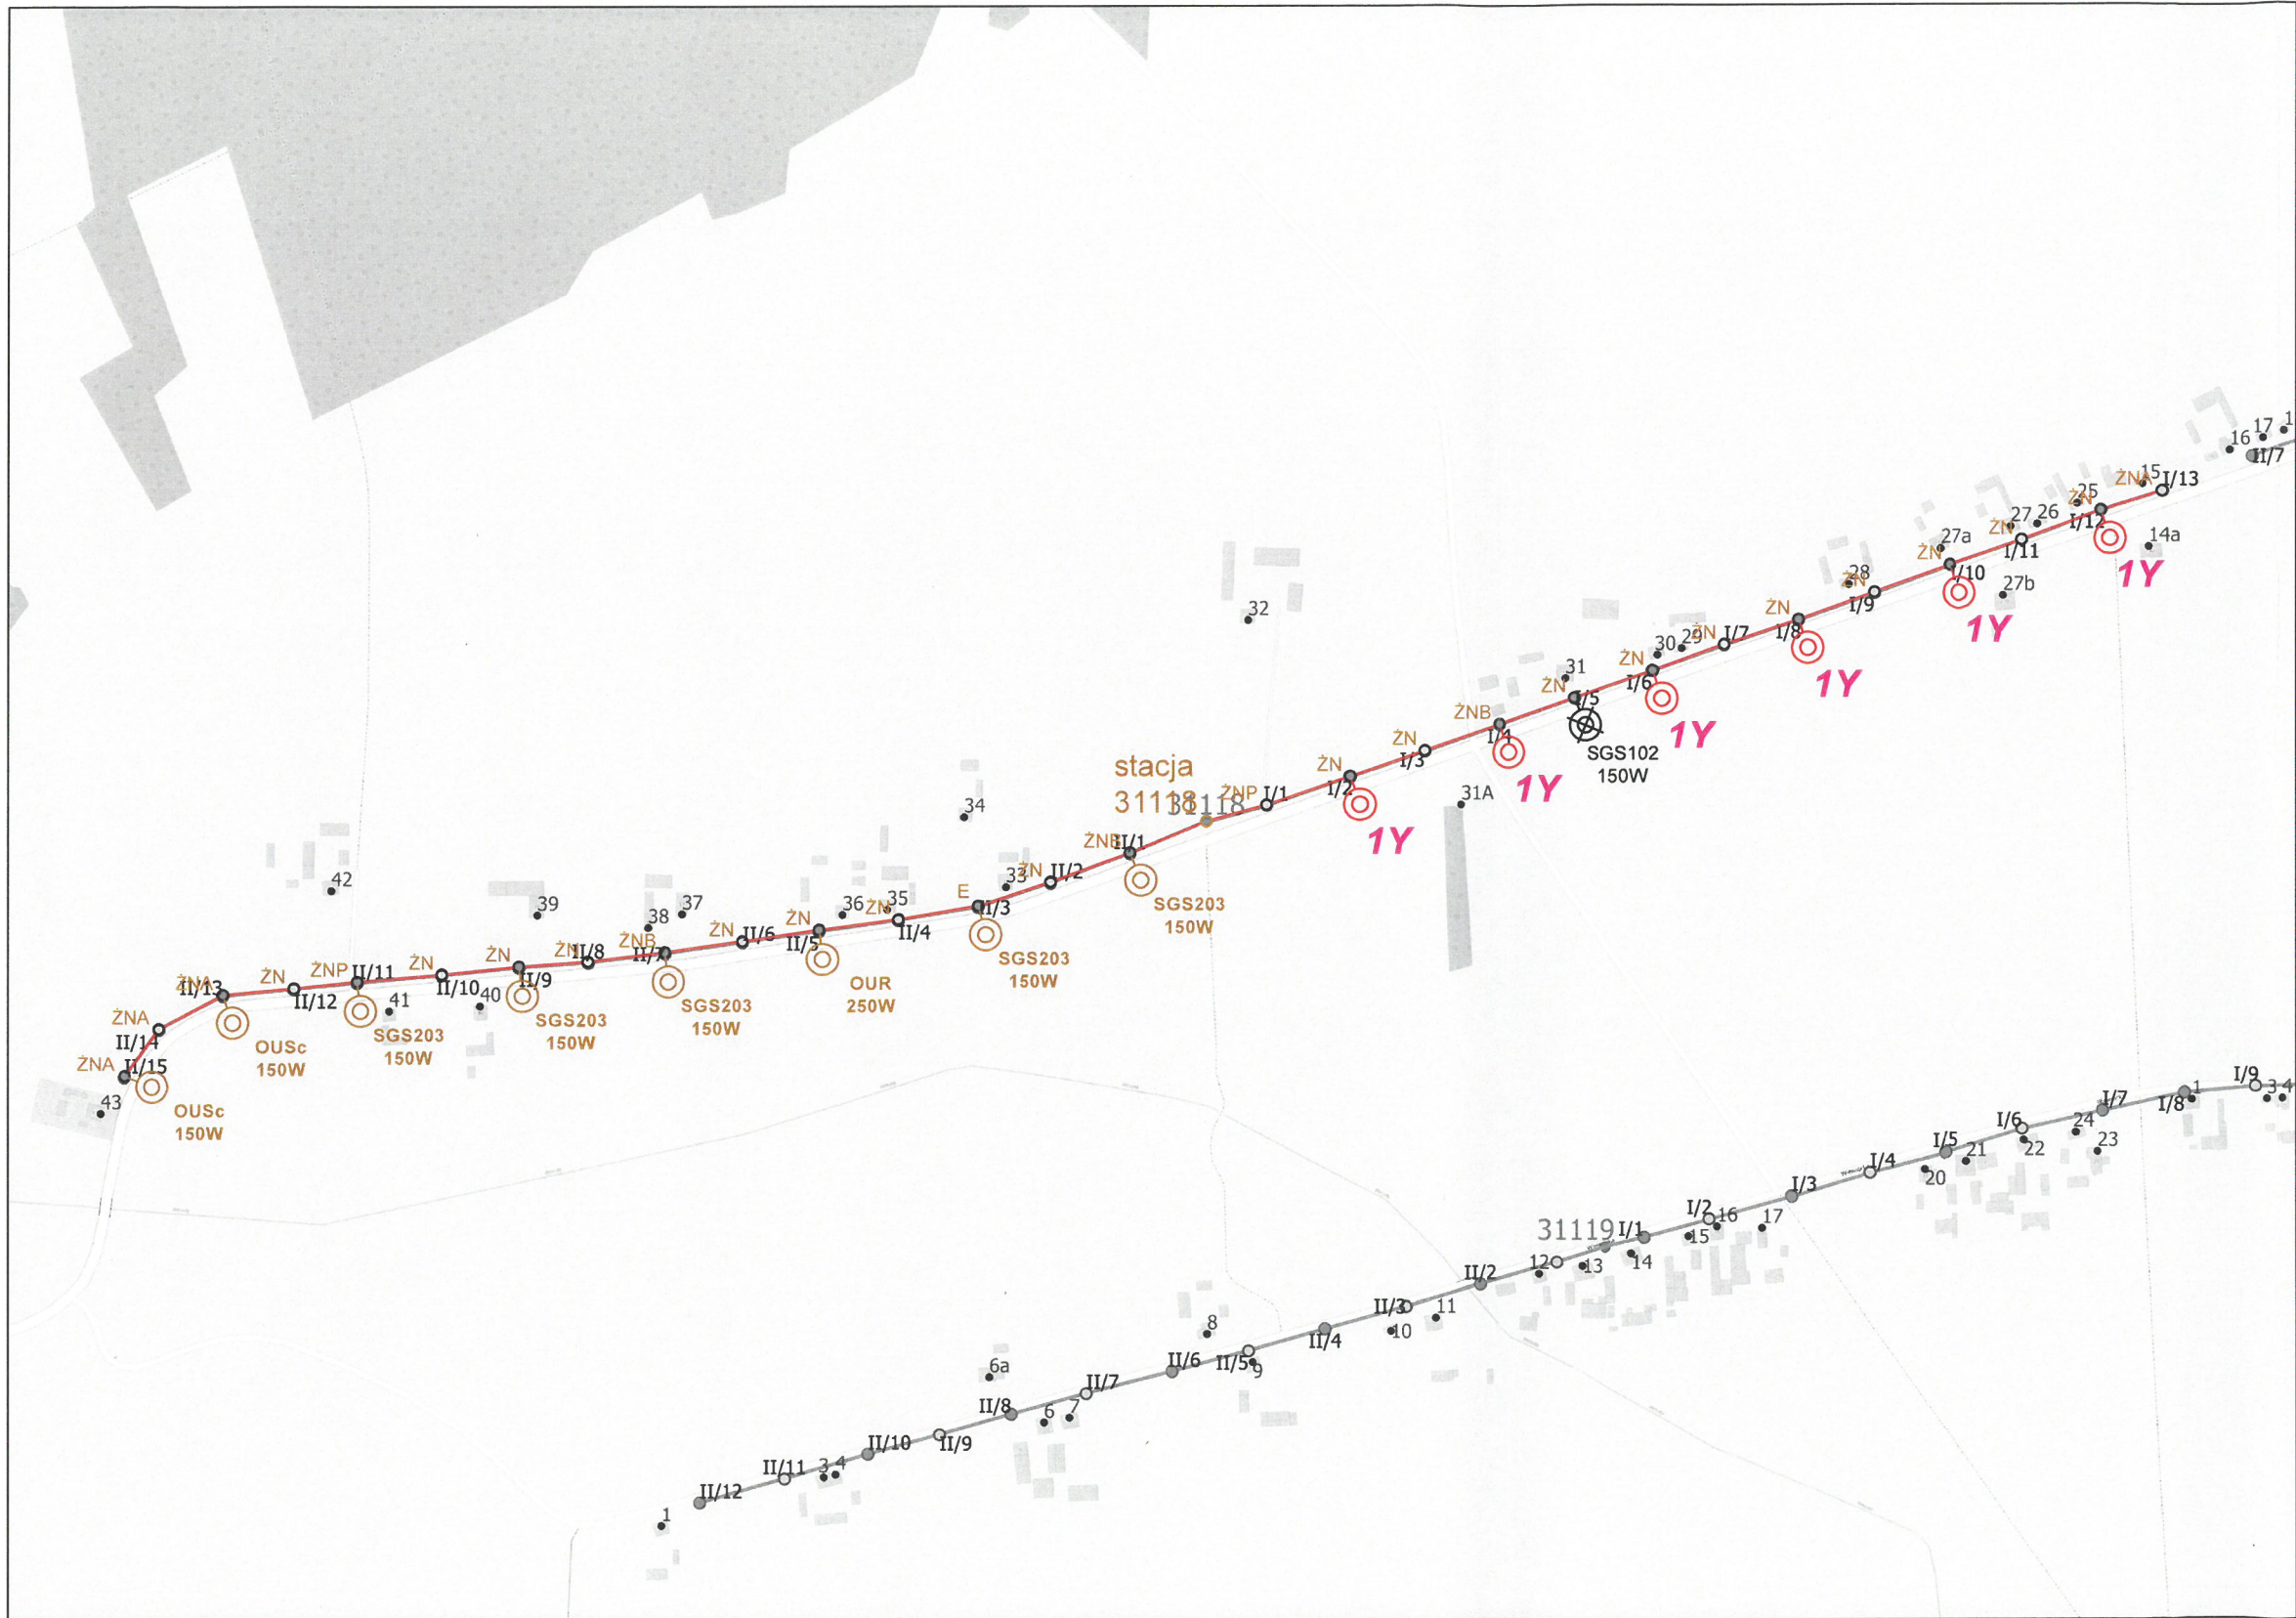 1
17
16
II/7
15
ŻNA
I/13
25
ŻN
I/12
14a
1Y
26
27
ŻN
I/11
27a
ŻN
I/10
27b
1Y
28
ŻN
I/9
ŻN
I/8
1Y
32
30
29
ŻN
I/7
ŻN
I/6
1Y
31
ŻN
I/5
SGS102
150W
ŻNB
I/4
1Y
ŻN
I/3
31A
stacja
31118
31118
ŻNP
I/1
ŻN
I/2
1Y
34
ŻNB
II/1
SGS203
150W
33
ŻN
II/2
E
II/3
SGS203
150W
42
39
38
37
36
35
ŻN
II/4
ŻN
II/5
OUR
250W
ŻN
II/6
ŻNB
II/7
SGS203
150W
ŻN
II/8
ŻN
II/9
SGS203
150W
ŻN
II/10
40
ŻNP
II/11
41
SGS203
150W
ŻN
II/12
ŻNA
II/13
OUSc
150W
ŻNA
II/14
ŻNA
II/15
OUSc
150W
43
I/9
3 4
1
I/8
I/7
24
23
I/6
22
I/5
21
20
I/4
I/3
I/2
16
15
17
31119
I/1
14
13
12
II/2
II/3
11
10
II/4
8
II/5
9
II/6
6a
II/7
II/8
6
7
II/9
II/10
II/11
3 4
II/12
1